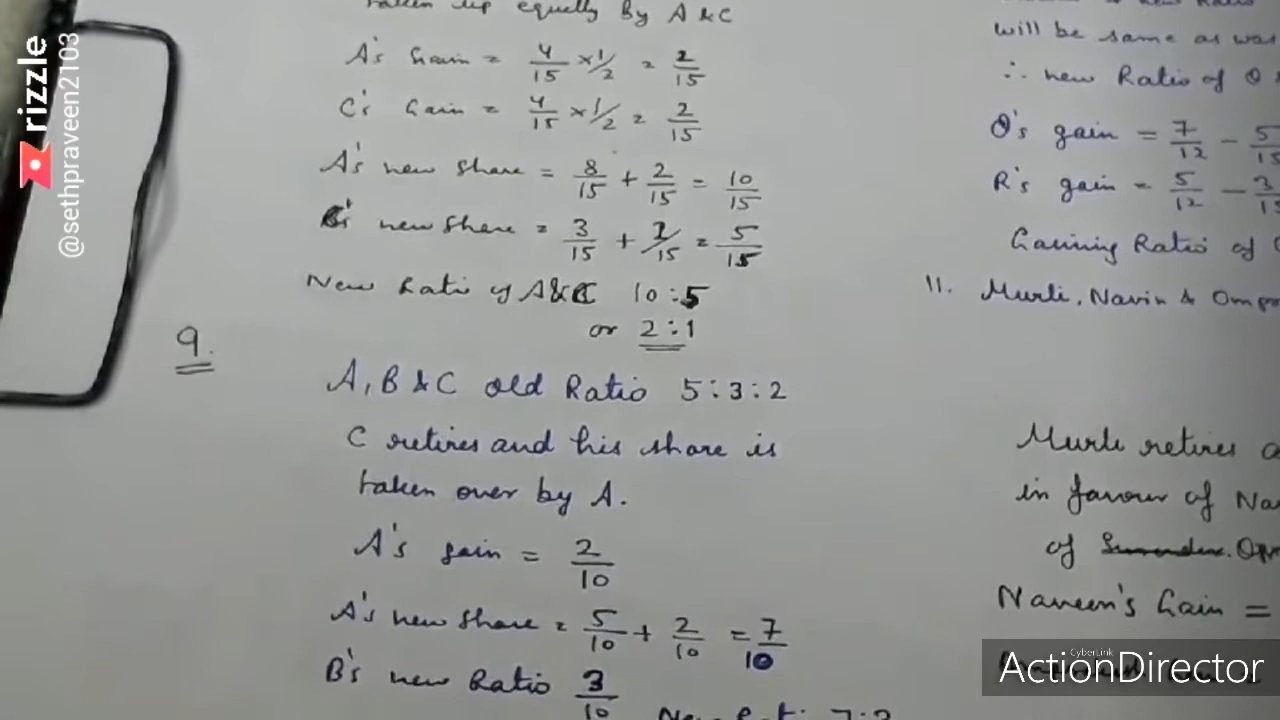 rizzle
@sethpraveen2103
taken up equally By A & C
A's Gain = 4/15 × 1/2 = 2/15
C's Gain = 4/15 × 1/2 = 2/15
A's new share = 8/15 + 2/15 = 10/15
C's new share = 3/15 + 2/15 = 5/15
New Ratio of A&C 10:5
or 2:1
9.
A, B & C old Ratio 5:3:2
C retires and his share is
taken over by A.
A's gain = 2/10
A's new share = 5/10 + 2/10 = 7/10
B's new Ratio 3/10
will be same as was
∴ new Ratio of Q
Q's gain = 7/12 - 5/15
R's gain = 5/12 - 3/15
Gaining Ratio of
11. Murli, Navin &
Murli retires
in favour of
of
Naveen's Gain =
CyberLink
ActionDirector